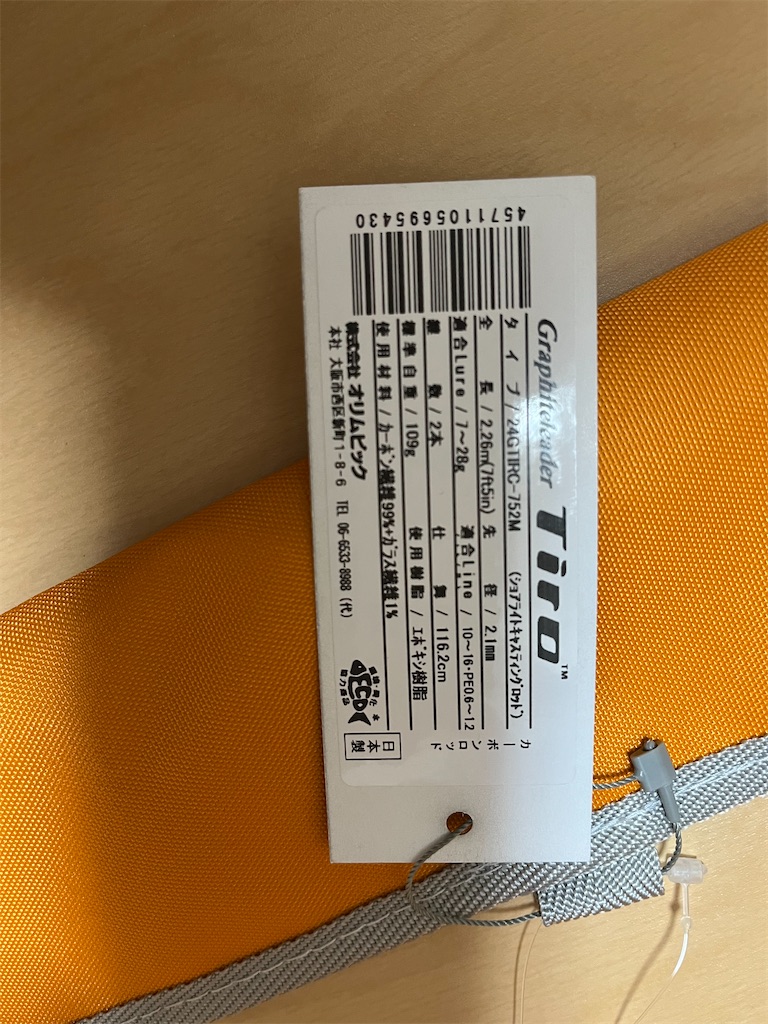 Graphiteleader Tiro™
タイプ/24GTIRC-752M (ショアライトキャスティングロッド)
全長/2.26m(7ft5in) 先径/2.1mm
適合Lure/7〜28g 適合Line/10〜16・PE0.6〜1.2
継数/2本 仕舞/116.2cm
標準自重/109g 使用樹脂/エポキシ樹脂
使用材料/カーボン繊維99%+ガラス繊維1%
株式会社 オリムピック
本社 大阪市西区新町1-8-6 TEL 06-6533-8988(代)
4571105695430
カーボンロッド
日本製
ECO